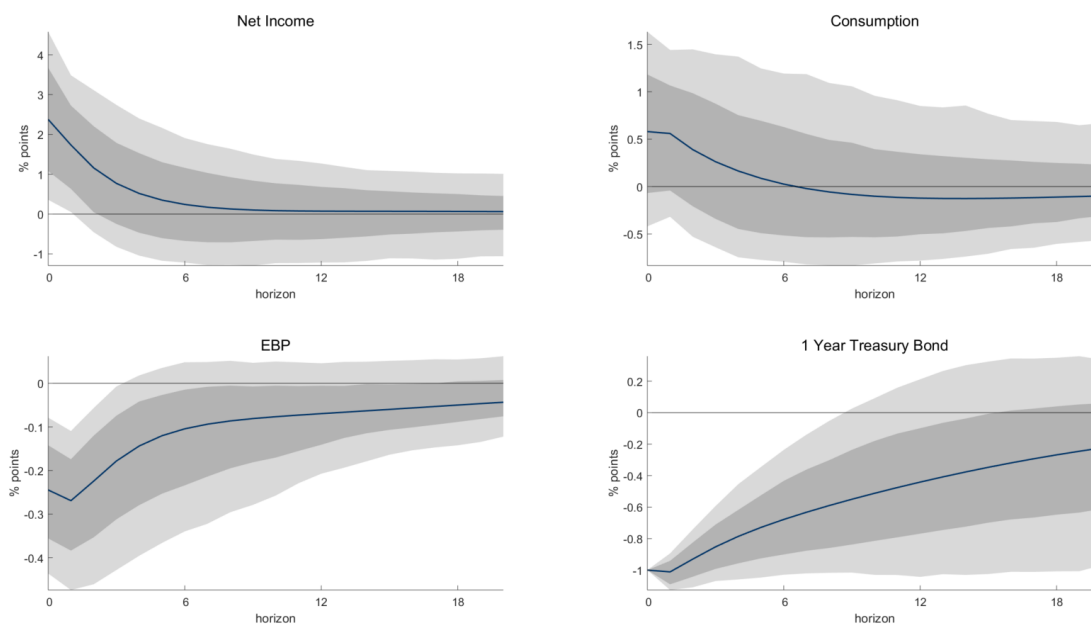 Net Income
4
3
2
1
0
-1
% points
0 6 12 18
horizon
Consumption
1.5
1
0.5
0
-0.5
% points
0 6 12 18
horizon
EBP
0
-0.1
-0.2
-0.3
-0.4
% points
0 6 12 18
horizon
1 Year Treasury Bond
0.2
0
-0.2
-0.4
-0.6
-0.8
-1
% points
0 6 12 18
horizon